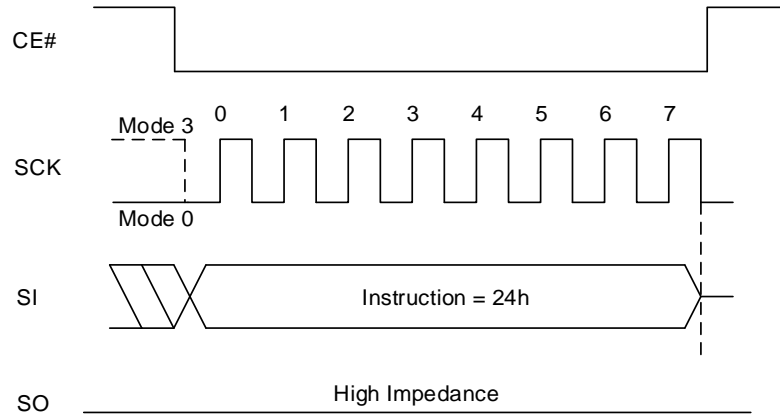 CE#
0 1 2 3 4 5 6 7
Mode 3
SCK
Mode 0
SI
Instruction = 24h
High Impedance
SO